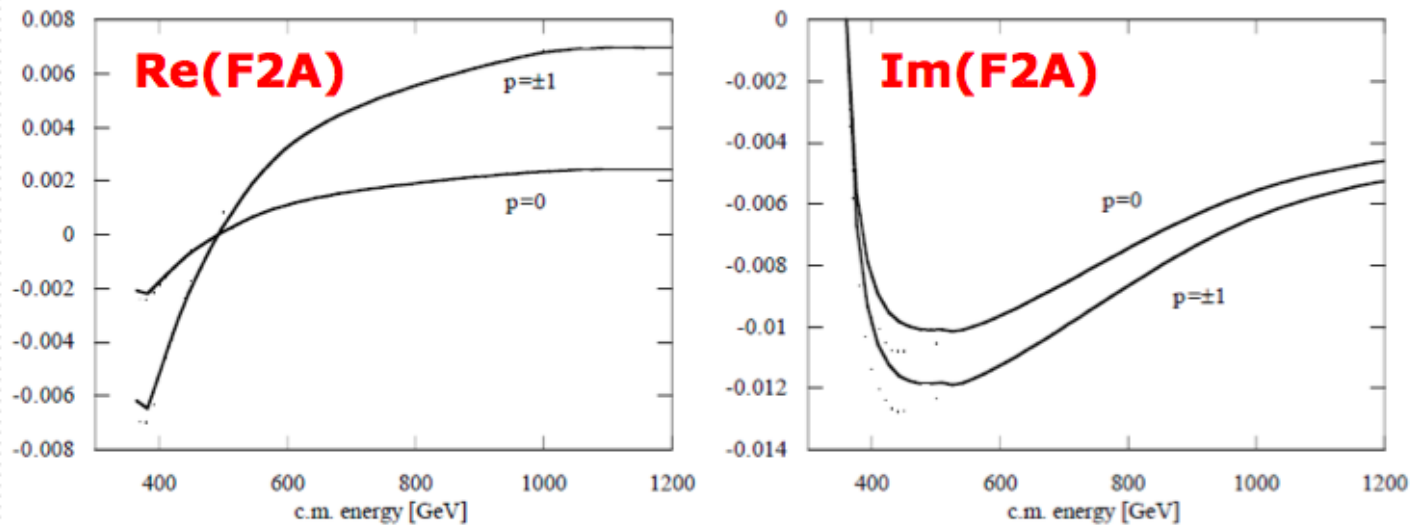 Re(F2A)
0.008
0.006
0.004
0.002
0
-0.002
-0.004
-0.006
-0.008
p=±1
p=0
400 600 800 1000 1200
c.m. energy [GeV]
Im(F2A)
0
-0.002
-0.004
-0.006
-0.008
-0.01
-0.012
-0.014
p=0
p=±1
400 600 800 1000 1200
c.m. energy [GeV]